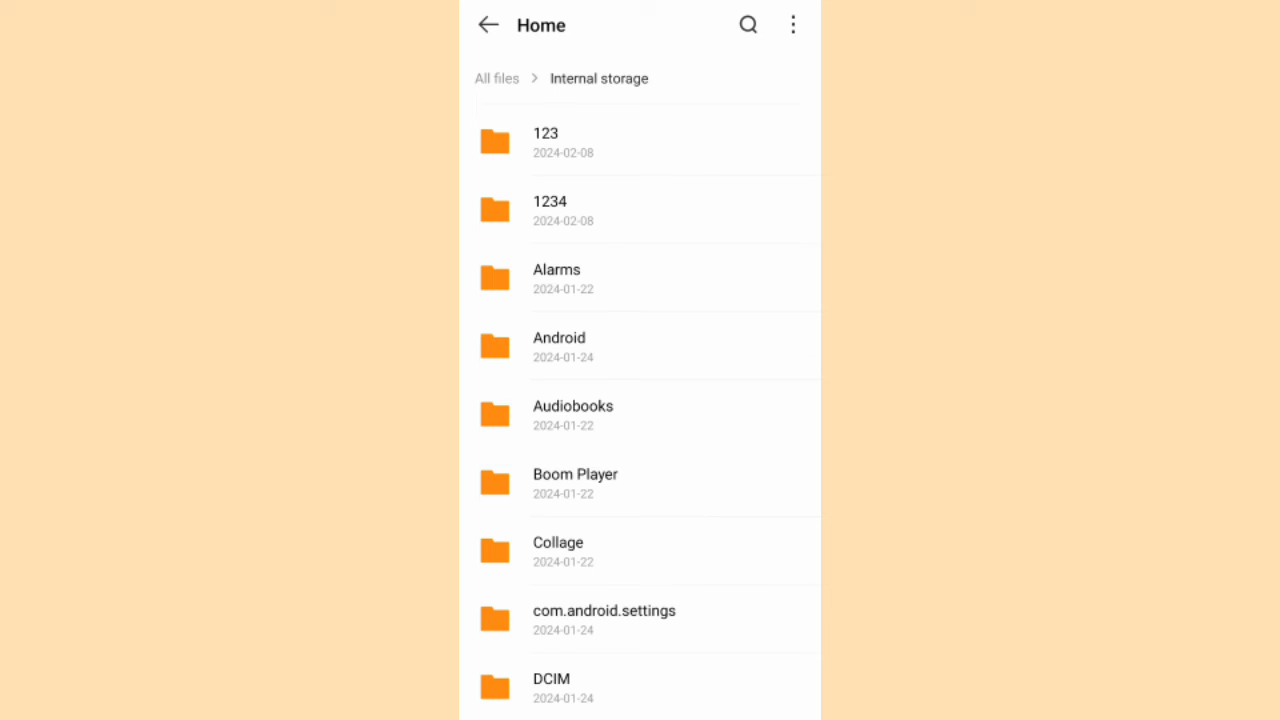 Home
All files > Internal storage
123
2024-02-08
1234
2024-02-08
Alarms
2024-01-22
Android
2024-01-24
Audiobooks
2024-01-22
Boom Player
2024-01-22
Collage
2024-01-22
com.android.settings
2024-01-24
DCIM
2024-01-24